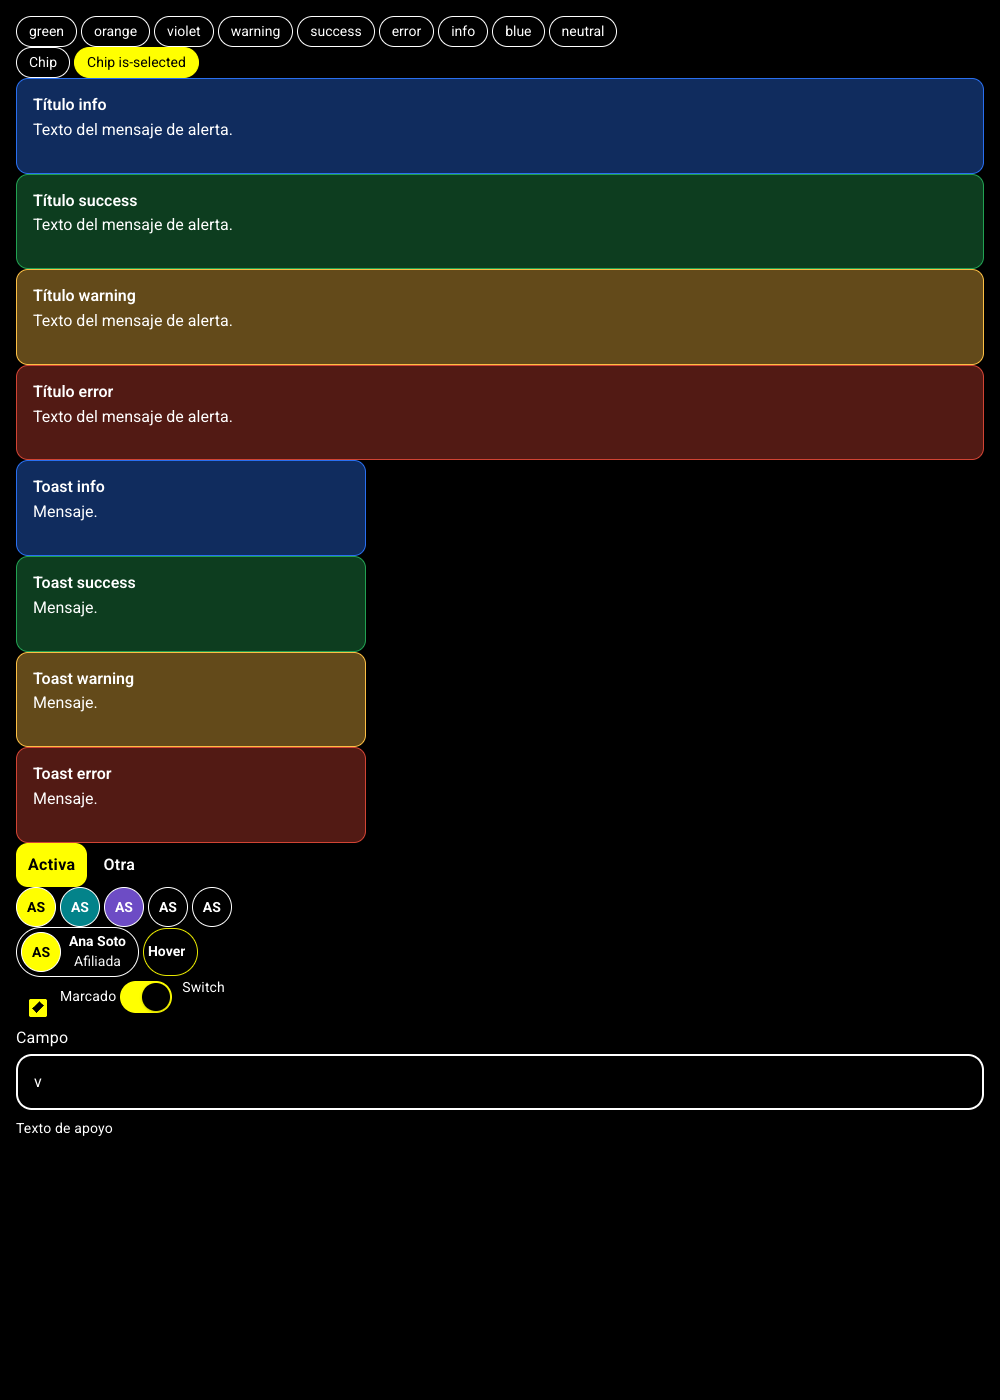 green orange violet warning success error info blue neutral
Chip Chip is-selected
Título info
Texto del mensaje de alerta.
Título success
Texto del mensaje de alerta.
Título warning
Texto del mensaje de alerta.
Título error
Texto del mensaje de alerta.
Toast info
Mensaje.
Toast success
Mensaje.
Toast warning
Mensaje.
Toast error
Mensaje.
Activa Otra
AS AS AS AS AS
AS Ana Soto Hover
Afiliada
Marcado Switch
Campo
v
Texto de apoyo